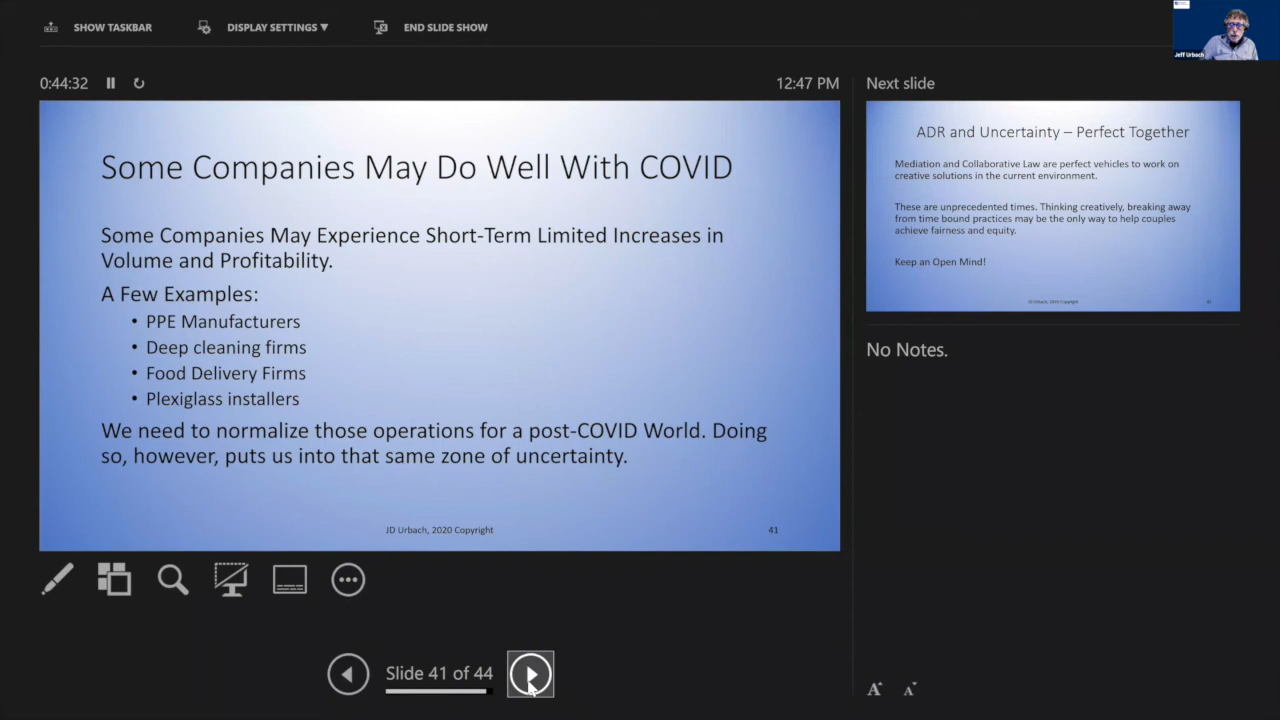 SHOW TASKBAR
DISPLAY SETTINGS ▼
END SLIDE SHOW
Jeff Urbach
0:44:32
12:47 PM
Some Companies May Do Well With COVID
Some Companies May Experience Short-Term Limited Increases in
Volume and Profitability.
A Few Examples:
• PPE Manufacturers
• Deep cleaning firms
• Food Delivery Firms
• Plexiglass installers
We need to normalize those operations for a post-COVID World. Doing
so, however, puts us into that same zone of uncertainty.
JD Urbach, 2020 Copyright
41
Slide 41 of 44
Next slide
ADR and Uncertainty – Perfect Together
Mediation and Collaborative Law are perfect vehicles to work on
creative solutions in the current environment.
These are unprecedented times. Thinking creatively, breaking away
from time bound practices may be the only way to help couples
achieve fairness and equity.
Keep an Open Mind!
JD Urbach Copyright
No Notes.
A A